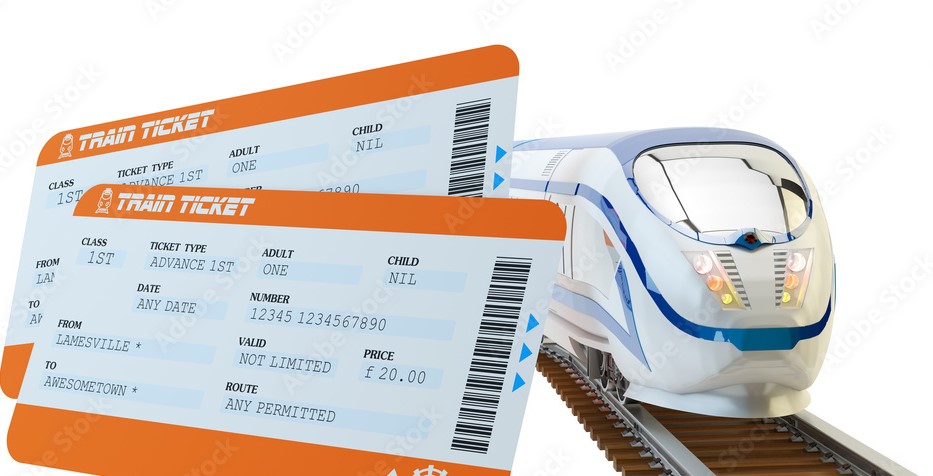 TRAIN TICKET
CLASS
1ST
TICKET TYPE
ADVANCE 1ST
ADULT
ONE
CHILD
NIL
FROM
TO
TRAIN TICKET
CLASS
1ST
TICKET TYPE
ADVANCE 1ST
ADULT
ONE
CHILD
NIL
DATE
ANY DATE
NUMBER
12345 1234567890
FROM
LAMESVILLE *
VALID
NOT LIMITED
PRICE
£20.00
TO
AWESOMETOWN *
ROUTE
ANY PERMITTED
Adobe Stock